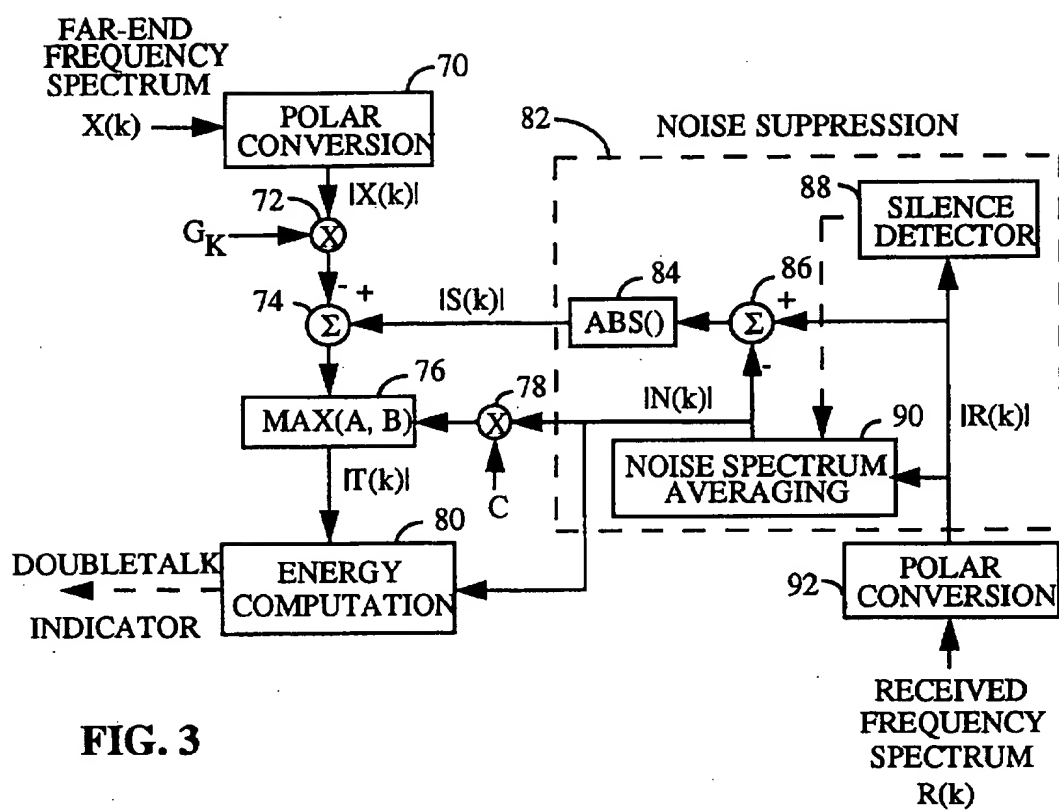 FAR-END
FREQUENCY
SPECTRUM
X(k)
70
POLAR
CONVERSION
|X(k)|
72
X
G_K
- +
74
Σ
|S(k)|
76
MAX(A, B)
78
X
C
|T(k)|
80
ENERGY
COMPUTATION
DOUBLETALK
INDICATOR
82
NOISE SUPPRESSION
88
SILENCE
DETECTOR
84
ABS()
86
Σ
+
-
|N(k)|
90
NOISE SPECTRUM
AVERAGING
|R(k)|
92
POLAR
CONVERSION
RECEIVED
FREQUENCY
SPECTRUM
R(k)
FIG. 3